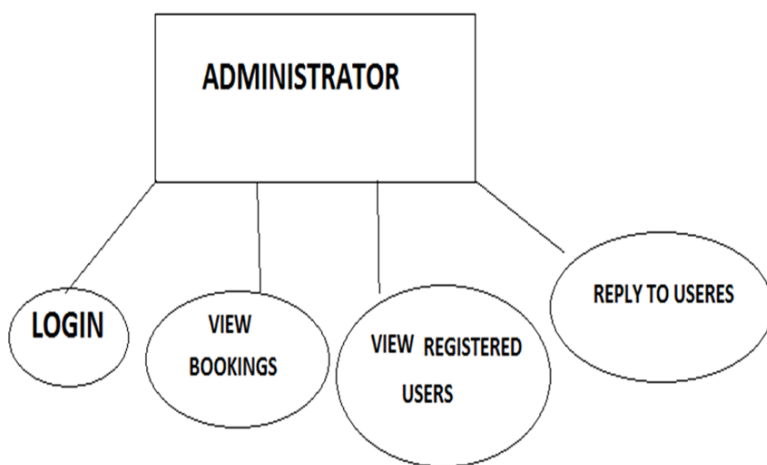 ADMINISTRATOR
LOGIN
VIEW
BOOKINGS
VIEW REGISTERED
USERS
REPLY TO USERES